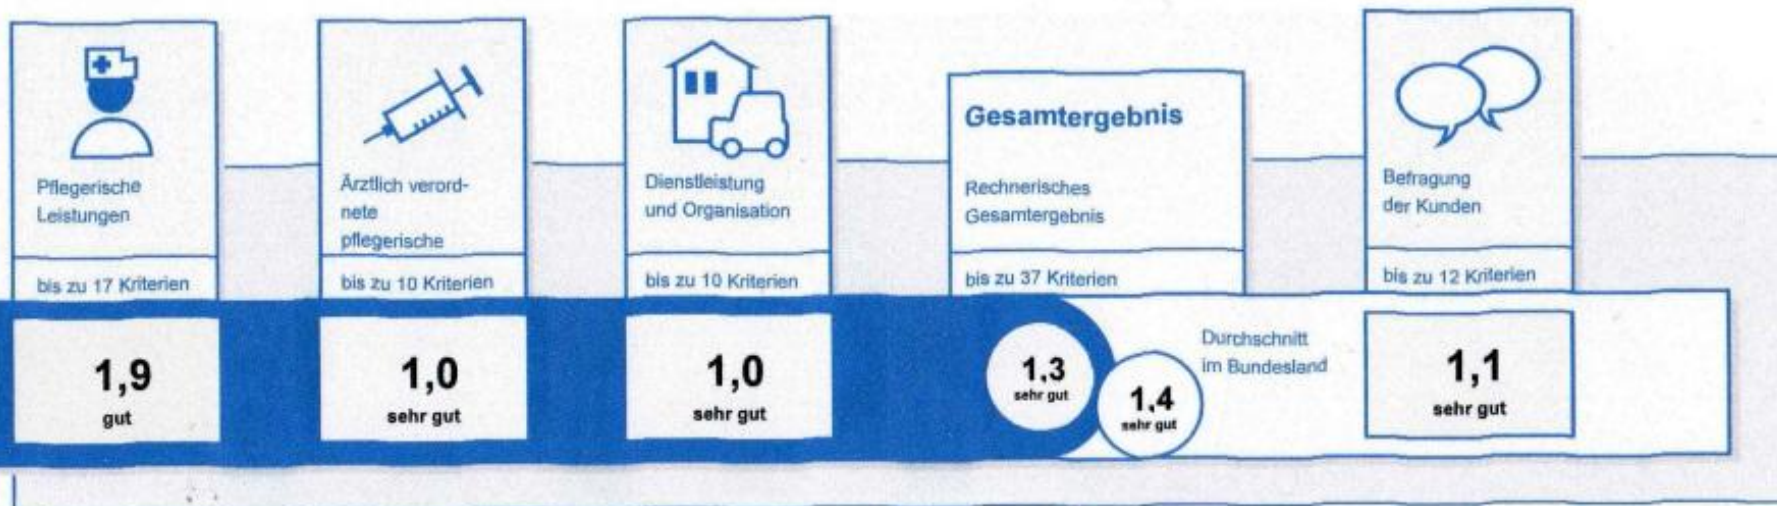 Pflegerische
Leistungen
bis zu 17 Kriterien
1,9
gut
Ärztlich verord-
nete
pflegerische
bis zu 10 Kriterien
1,0
sehr gut
Dienstleistung
und Organisation
bis zu 10 Kriterien
1,0
sehr gut
Gesamtergebnis
Rechnerisches
Gesamtergebnis
bis zu 37 Kriterien
1.3
sehr gut
1.4
sehr gut
Durchschnitt
im Bundesland
Befragung
der Kunden
bis zu 12 Kriterien
1,1
sehr gut